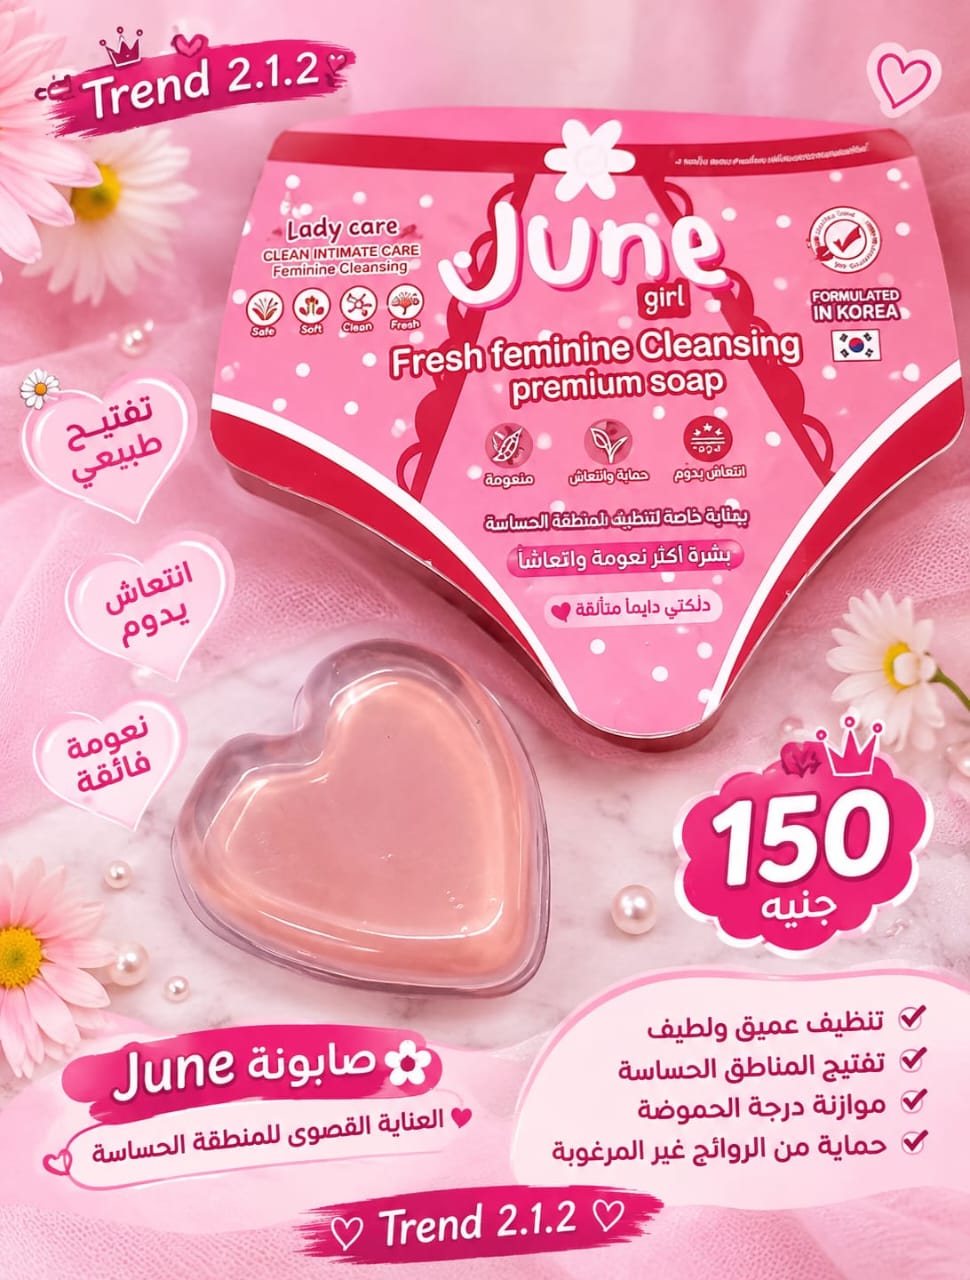 Trend 2.1.2
Lady care
CLEAN INTIMATE CARE
Feminine Cleansing
Safe
Soft
Clean
Fresh
June
girl
FORMULATED
IN KOREA
Fresh feminine Cleansing
premium soap
منعومة
حماية وانتعاش
انتعاش يدوم
خاصة لتنظيف المنطقة الحساسة
بشرة أكثر نعومة واتعاشاً
دايماً متألقة
تفتيح
طبيعي
انتعاش
يدوم
نعومة
فائقة
150
جنيه
صابونة June
العناية القصوى للمنطقة الحساسة
تنظيف عميق ولطيف
تفتيح المناطق الحساسة
موازنة درجة الحموضة
حماية من الروائح غير المرغوبة
Trend 2.1.2